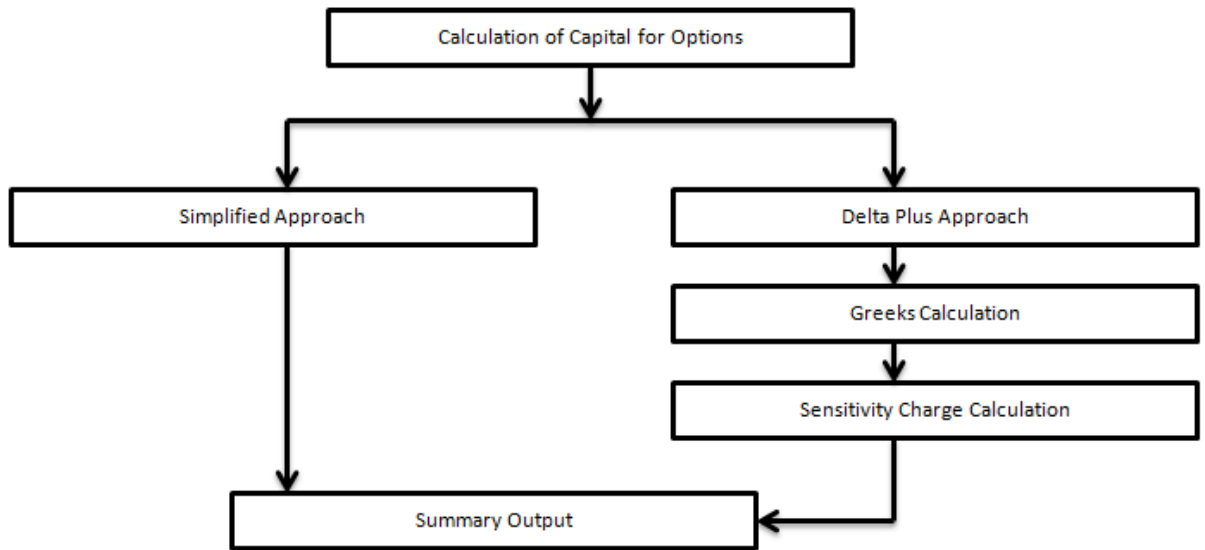 Calculation of Capital for Options
Simplified Approach
Delta Plus Approach
Greeks Calculation
Sensitivity Charge Calculation
Summary Output